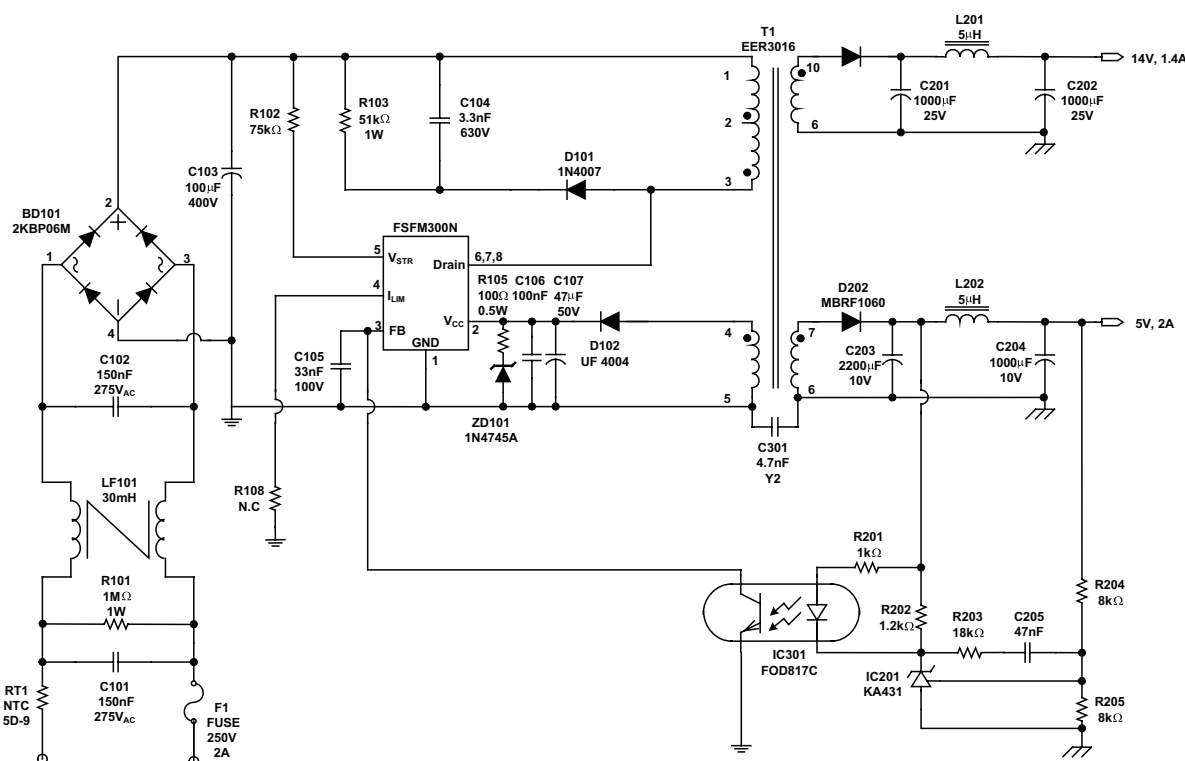 T1
EER3016
L201
5μH
14V, 1.4A
1
2
3
10
6
C201
1000μF
25V
C202
1000μF
25V
R102
75kΩ
R103
51kΩ
1W
C104
3.3nF
630V
D101
1N4007
C103
100μF
400V
BD101
2KBP06M
2
1
3
4
FSFM300N
5
VSTR
Drain
6,7,8
4
ILIM
3
FB
VCC
2
GND
1
R105
100Ω
0.5W
C106
100nF
C107
47μF
50V
D102
UF 4004
ZD101
1N4745A
C105
33nF
100V
4
5
7
6
D202
MBRF1060
L202
5μH
5V, 2A
C203
2200μF
10V
C204
1000μF
10V
C301
4.7nF
Y2
C102
150nF
275VAC
LF101
30mH
R108
N.C
R101
1MΩ
1W
C101
150nF
275VAC
RT1
NTC
5D-9
F1
FUSE
250V
2A
R201
1kΩ
R202
1.2kΩ
R203
18kΩ
C205
47nF
R204
8kΩ
IC301
FOD817C
IC201
KA431
R205
8kΩ